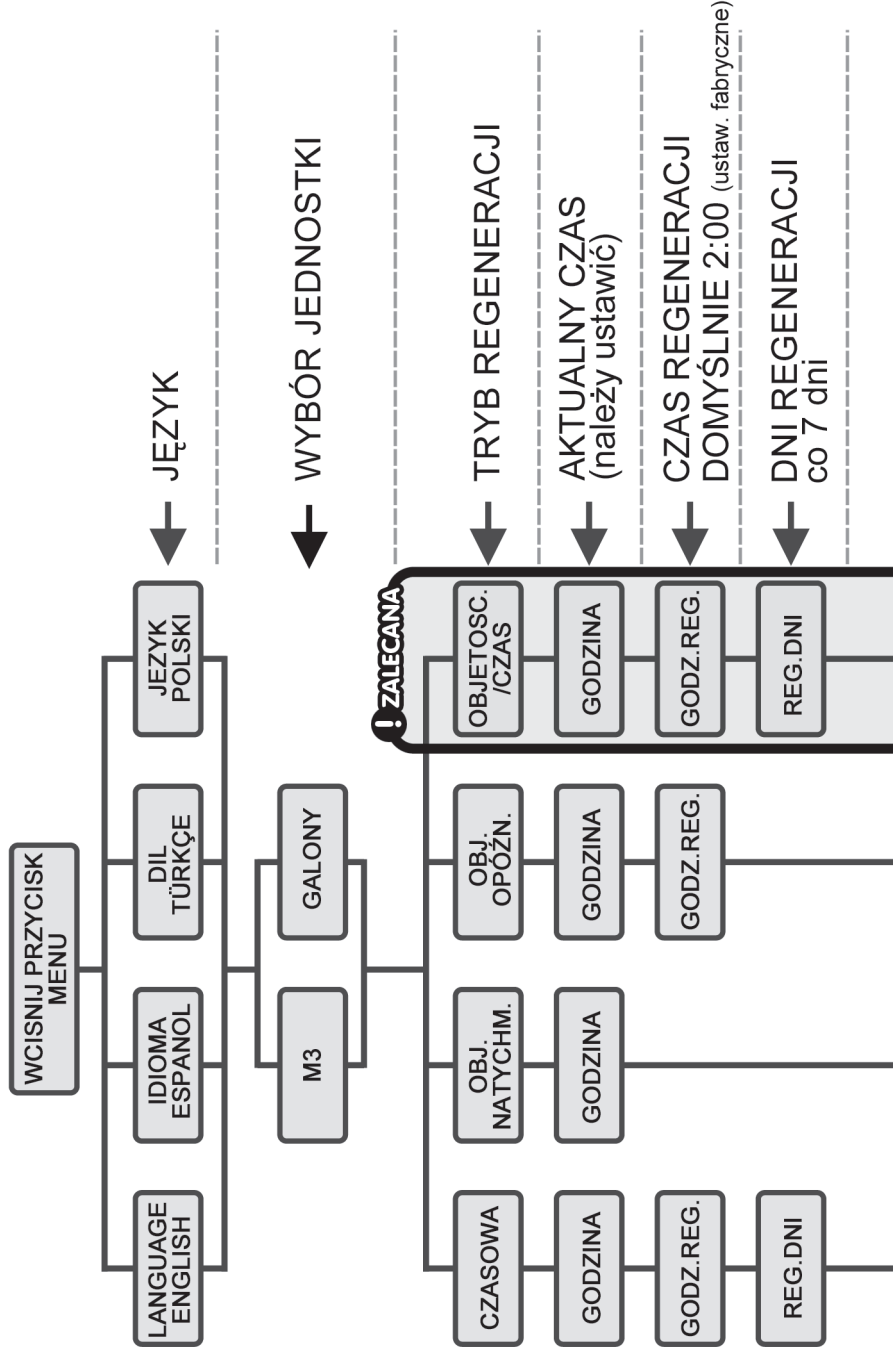 WCISNIJ PRZYCISK
MENU
LANGUAGE
ENGLISH
IDIOMA
ESPANOL
DIL
TÜRKÇE
JEZYK
POLSKI
JĘZYK
M3
GALONY
WYBÓR JEDNOSTKI
! ZALECANA
CZASOWA
OBJ.
NATYCHM.
OBJ.
OPÓŹN.
OBJETOSC.
/CZAS
TRYB REGENERACJI
GODZINA
GODZINA
GODZINA
GODZINA
AKTUALNY CZAS
(należy ustawić)
GODZ.REG.
GODZ.REG.
GODZ.REG.
CZAS REGENERACJI
DOMYŚLNIE 2:00 (ustaw. fabryczne)
REG.DNI
REG.DNI
DNI REGENERACJI
co 7 dni